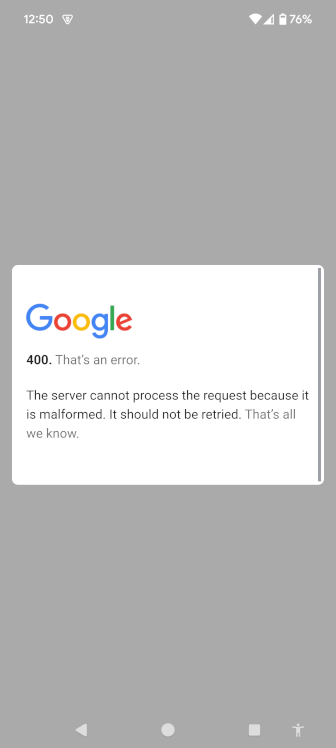 12:50
76%
Google
400. That’s an error.
The server cannot process the request because it
is malformed. It should not be retried. That’s all
we know.